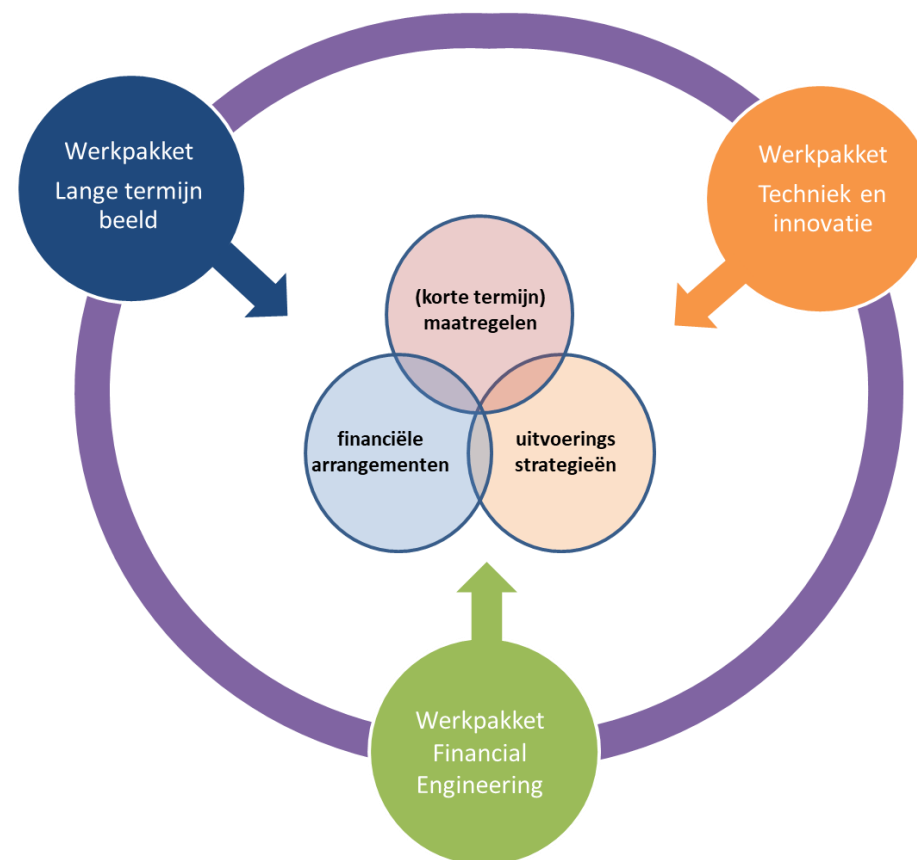 Werkpakket
Lange termijn
beeld
Werkpakket
Techniek en
innovatie
(korte termijn)
maatregelen
financiële
arrangementen
uitvoerings
strategieën
Werkpakket
Financial
Engineering